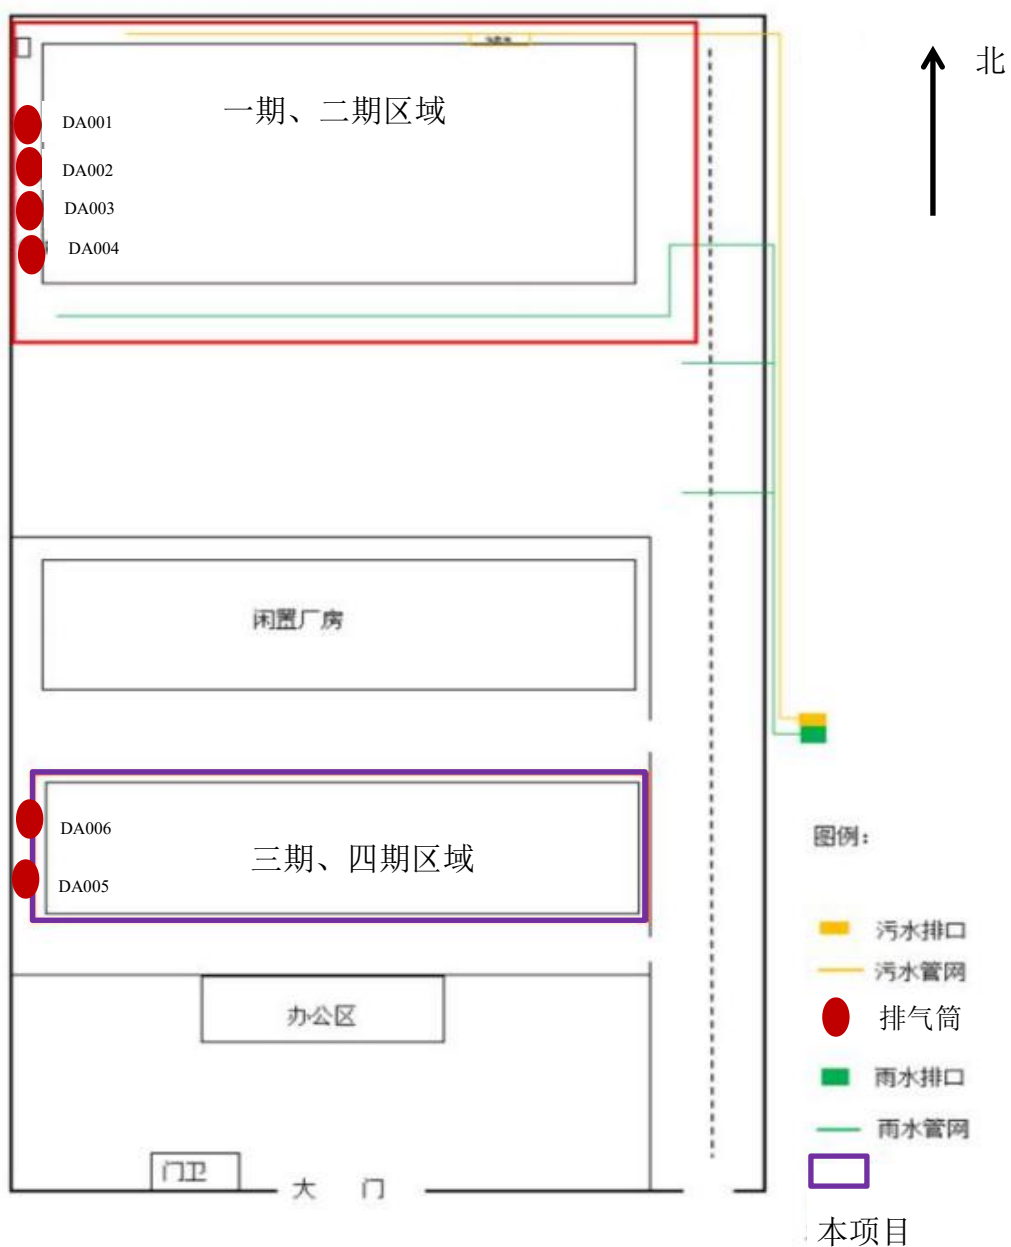 北
一期、二期区域
DA001
DA002
DA003
DA004
闲置厂房
DA006
三期、四期区域
DA005
办公区
门卫
大 门
图例：
污水排口
污水管网
排气筒
雨水排口
雨水管网
本项目